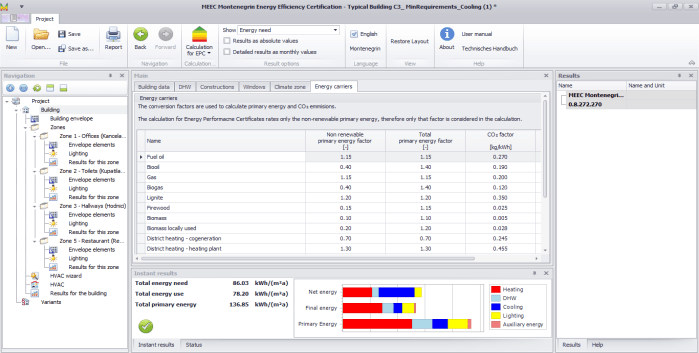 MEEC Montenegrin Energy Efficiency Certification - Typical Building C3_ MinRequirements_Cooling (1) *
Project
New
Open...
Save
Save as...
Report
Back
Forward
Calculation for EPC
Show Energy need
Results as absolute values
Detailed results as monthly values
English
Montenegrin
Restore Layout
About
User manual
Technisches Handbuch
File
Navigation
Calculation...
Result options
Language
View
Help
Navigation
Project
Building
Building envelope
Zones
Zone 1 - Offices (Kancela...
Envelope elements
Lighting
Results for this zone
Zone 2 - Toilets (Kupatila...
Envelope elements
Lighting
Results for this zone
Zone 3 - Hallways (Hodnici)
Envelope elements
Lighting
Results for this zone
Zone 5 - Restaurant (Re...
Envelope elements
Lighting
Results for this zone
HVAC wizard
HVAC
Results for the building
Variants
Main
Building data DHW Constructions Windows Climate zone Energy carriers
Energy carriers
The conversion factors are used to calculate primary energy and CO₂ emmisions.
The calculation for Energy Performacne Certificates relies only the non-renewable primary energy, therefore only that factor is considered in the calculation.
Name
Non renewable primary energy factor [-]
Total primary energy factor [-]
CO₂ factor [kg/kWh]
Fuel oil 1.15 1.15 0.270
Biooil 0.40 1.40 0.190
Gas 1.15 1.15 0.200
Biogas 0.40 1.40 0.120
Lignite 1.20 1.20 0.350
Firewood 0.15 1.15 0.025
Biomass 0.10 1.10 0.005
Biomass locally used 0.20 1.20 0.028
District heating - cogeneration 0.70 0.70 0.245
District heating - heating plant 1.30 1.30 0.455
Instant results
Total energy need 86.03 kWh/(m²a)
Total energy use 78.20 kWh/(m²a)
Total primary energy 136.85 kWh/(m²a)
Net energy
Final energy
Primary Energy
Heating
DHW
Cooling
Lighting
Auxiliary energy
Instant results Status
Results
Name Name and Unit
MEEC Montenegri...
0.8.272.270
Results Help